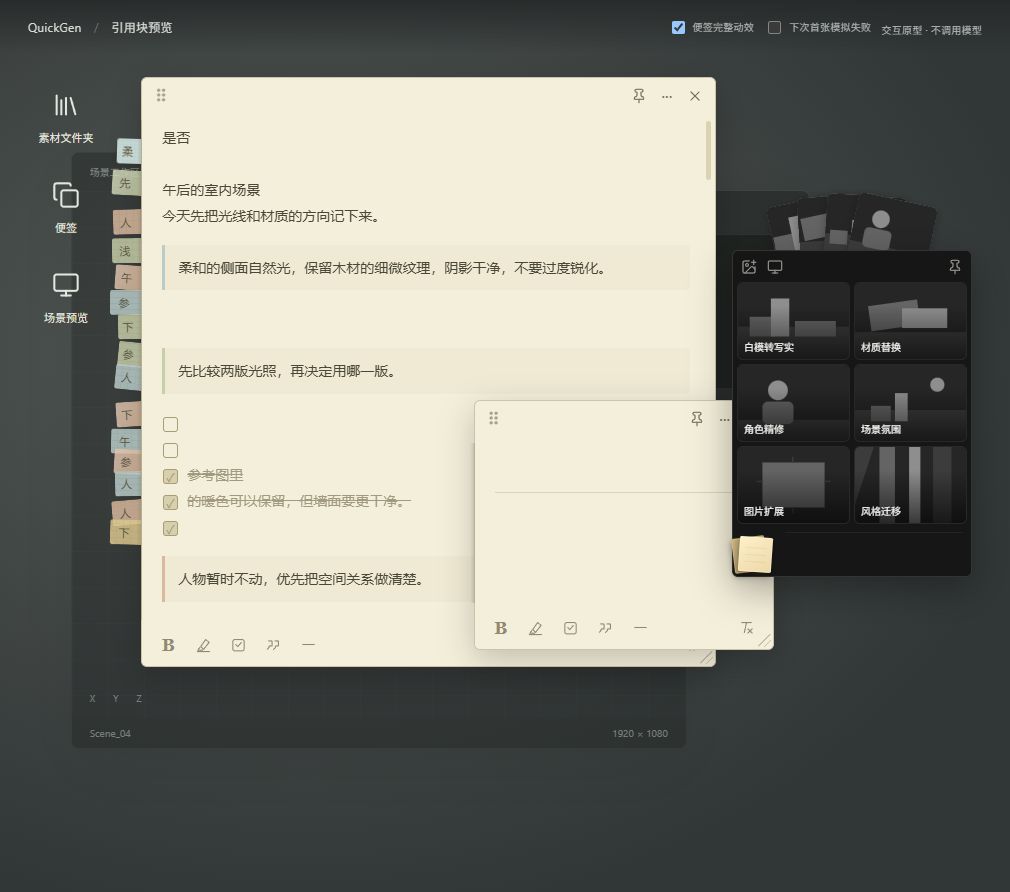 QuickGen / 引用块预览
便签完整动效
下次首张模拟失败
交互原型 · 不调用模型
素材文件夹
便签
场景预览
柔
先
人
浅
午
参
下
参
人
下
午
参
人
人
下
是否
午后的室内场景
今天先把光线和材质的方向记下来。
柔和的侧面自然光，保留木材的细微纹理，阴影干净，不要过度锐化。
先比较两版光照，再决定用哪一版。
参考图里
的暖色可以保留，但墙面要更干净。
人物暂时不动，优先把空间关系做清楚。
B
B
白模转写实
材质替换
角色精修
场景氛围
图片扩展
风格迁移
X Y Z
Scene_04
1920 × 1080